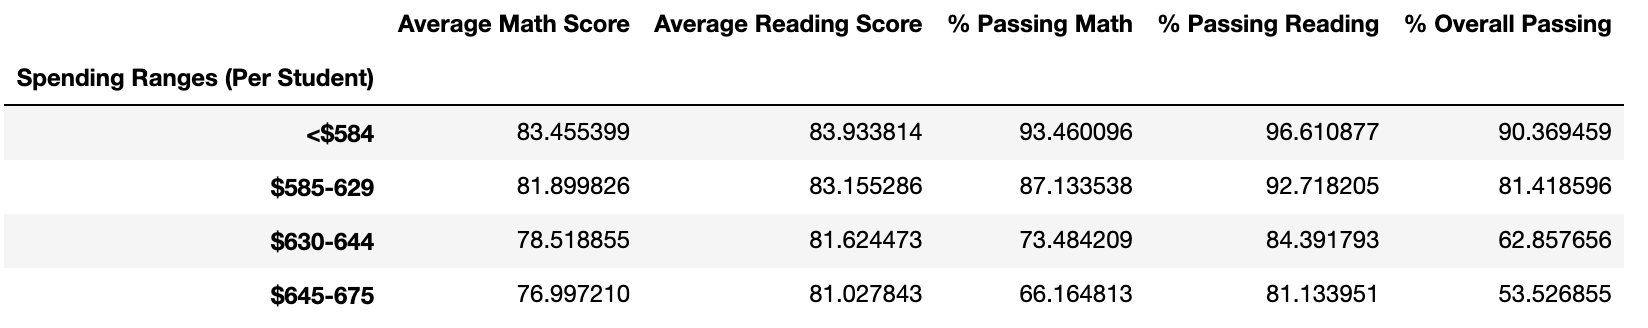 Average Math Score Average Reading Score % Passing Math % Passing Reading % Overall Passing
Spending Ranges (Per Student)
<$584 83.455399 83.933814 93.460096 96.610877 90.369459
$585-629 81.899826 83.155286 87.133538 92.718205 81.418596
$630-644 78.518855 81.624473 73.484209 84.391793 62.857656
$645-675 76.997210 81.027843 66.164813 81.133951 53.526855